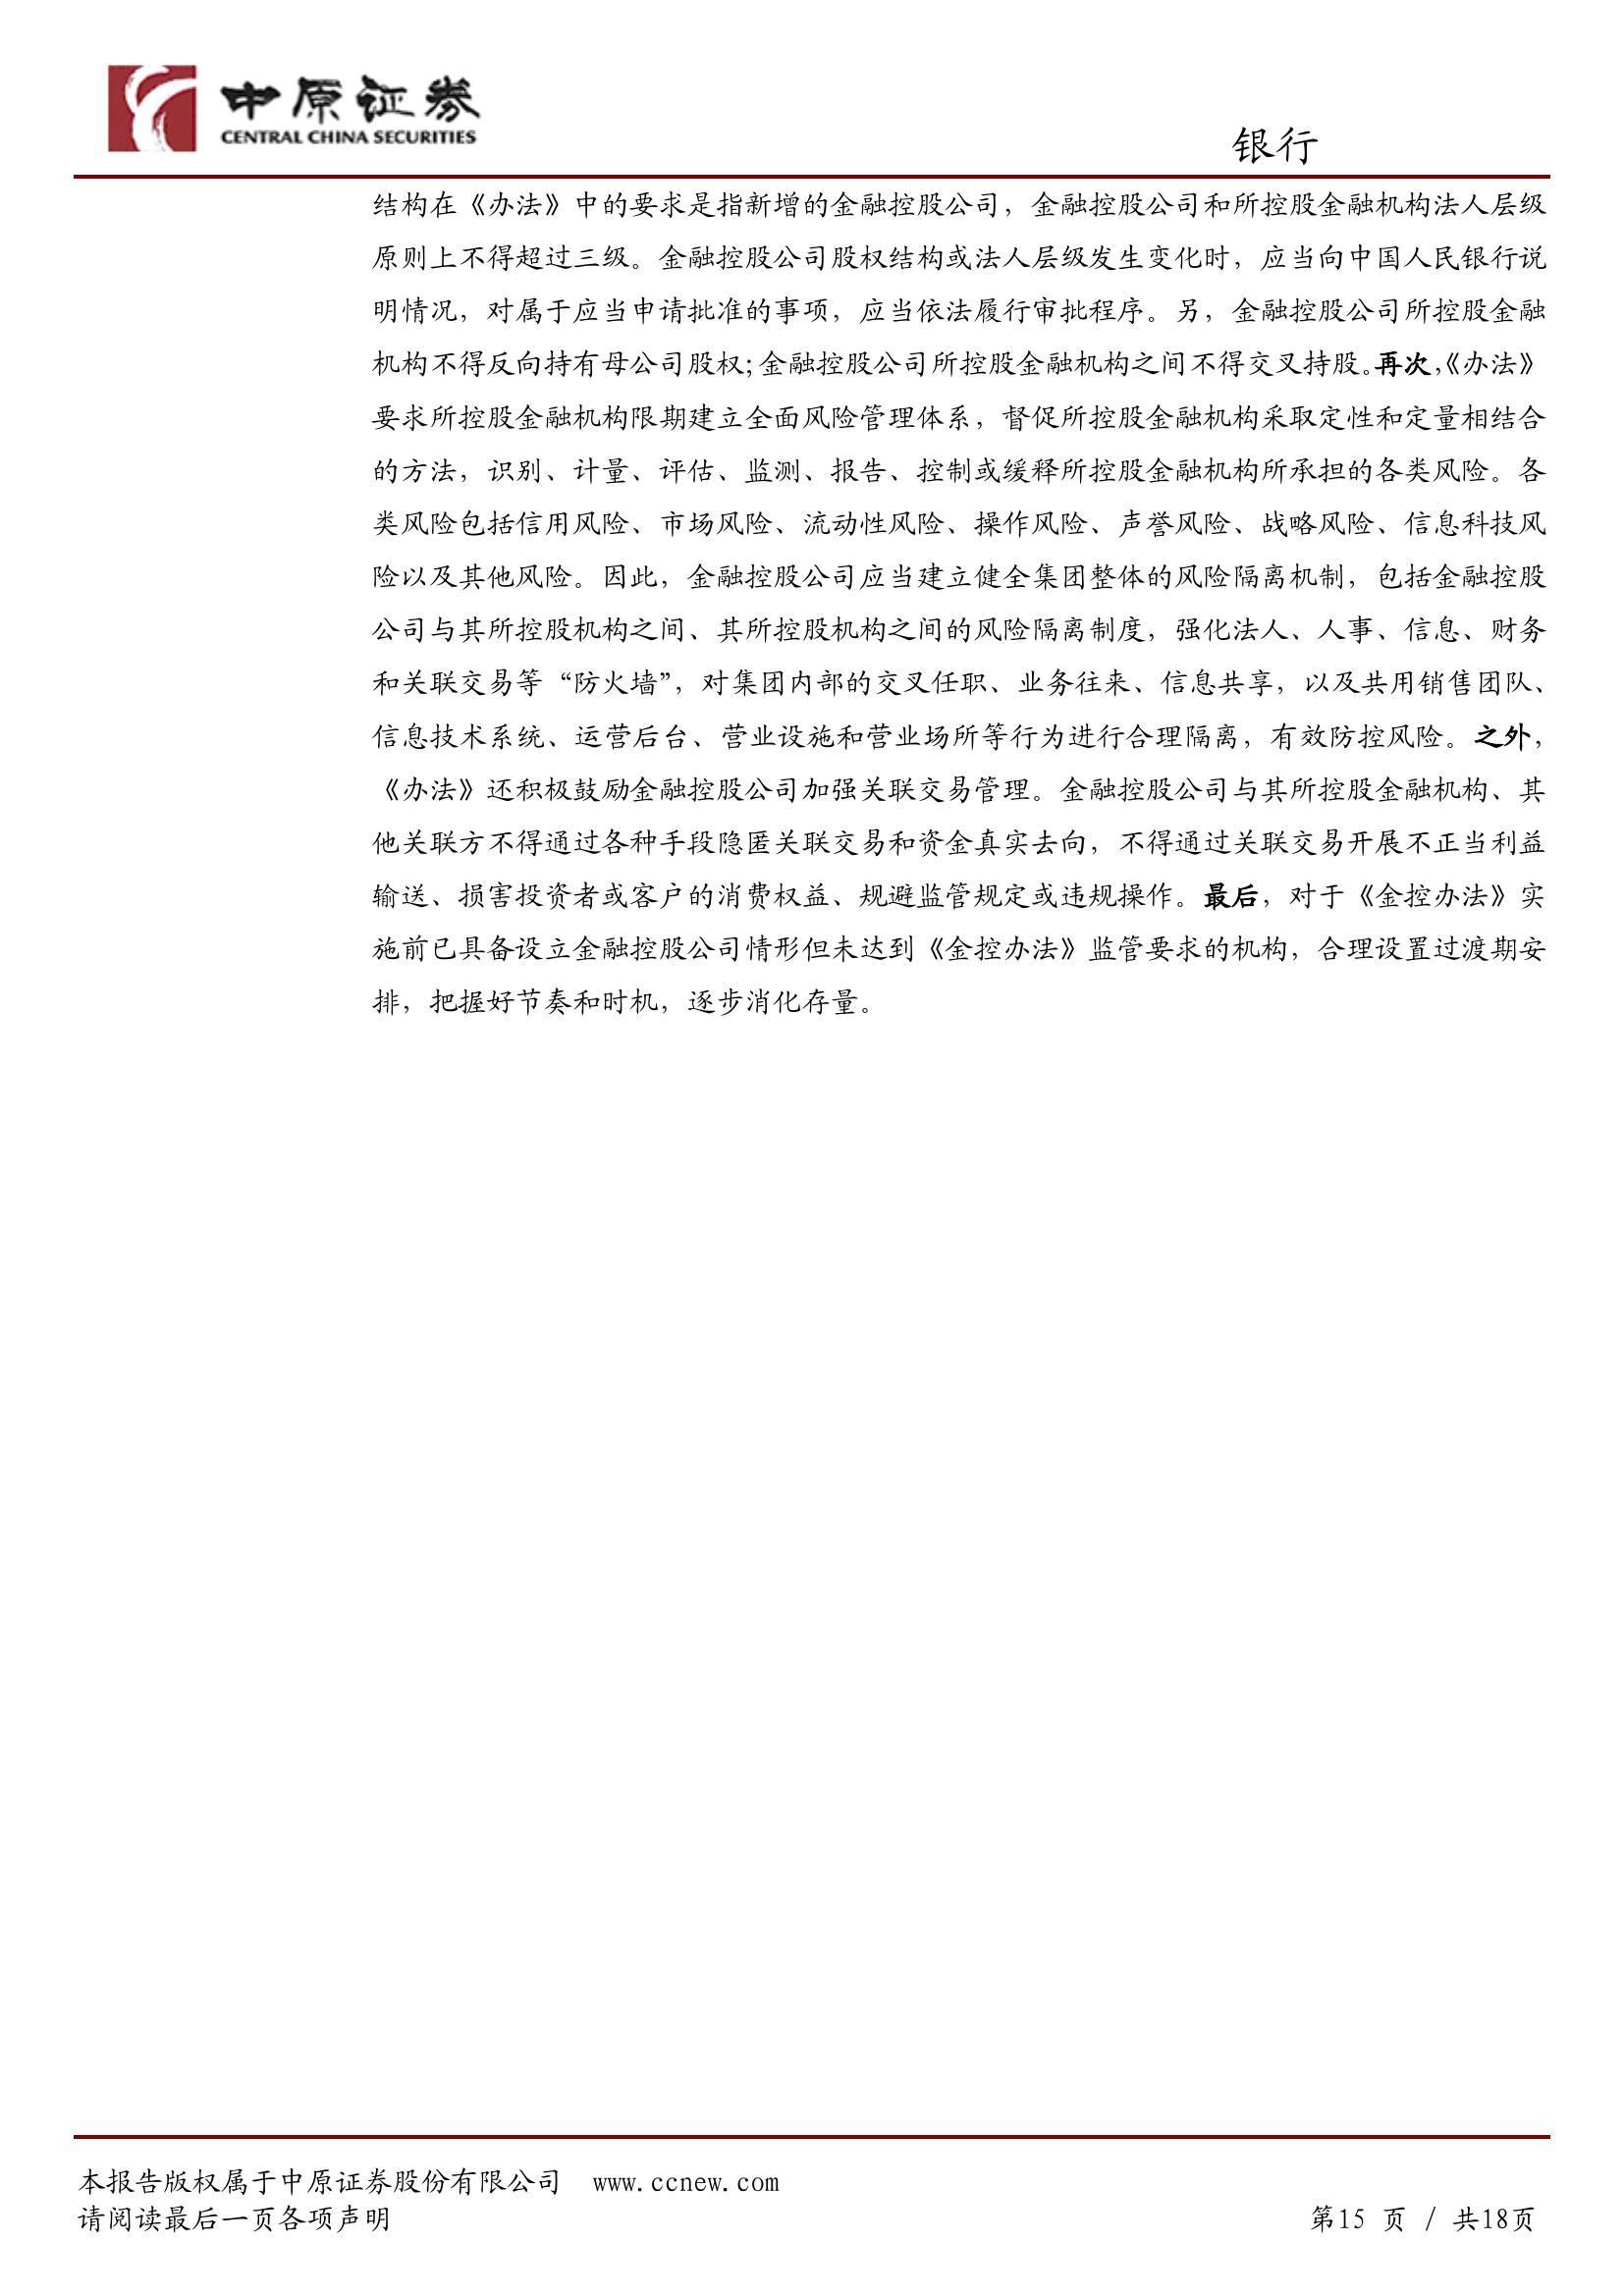 中原证券
CENTRAL CHINA SECURITIES
银行
结构在《办法》中的要求是指新增的金融控股公司，金融控股公司和所控股金融机构法人层级
原则上不得超过三级。金融控股公司股权结构或法人层级发生变化时，应当向中国人民银行说
明情况，对属于应当申请批准的事项，应当依法履行审批程序。另，金融控股公司所控股金融
机构不得反向持有母公司股权；金融控股公司所控股金融机构之间不得交叉持股。再次，《办法》
要求所控股金融机构限期建立全面风险管理体系，督促所控股金融机构采取定性和定量相结合
的方法，识别、计量、评估、监测、报告、控制或缓释所控股金融机构所承担的各类风险。各
类风险包括信用风险、市场风险、流动性风险、操作风险、声誉风险、战略风险、信息科技风
险以及其他风险。因此，金融控股公司应当建立健全集团整体的风险隔离机制，包括金融控股
公司与其所控股机构之间、其所控股机构之间的风险隔离制度，强化法人、人事、信息、财务
和关联交易等“防火墙”，对集团内部的交叉任职、业务往来、信息共享，以及共用销售团队、
信息技术系统、运营后台、营业设施和营业场所等行为进行合理隔离，有效防控风险。之外，
《办法》还积极鼓励金融控股公司加强关联交易管理。金融控股公司与其所控股金融机构、其
他关联方不得通过各种手段隐匿关联交易和资金真实去向，不得通过关联交易开展不正当利益
输送、损害投资者或客户的消费权益、规避监管规定或违规操作。最后，对于《金控办法》实
施前已具备设立金融控股公司情形但未达到《金控办法》监管要求的机构，合理设置过渡期安
排，把握好节奏和时机，逐步消化存量。
本报告版权属于中原证券股份有限公司 www.ccnew.com
请阅读最后一页各项声明 第15 页 / 共18页